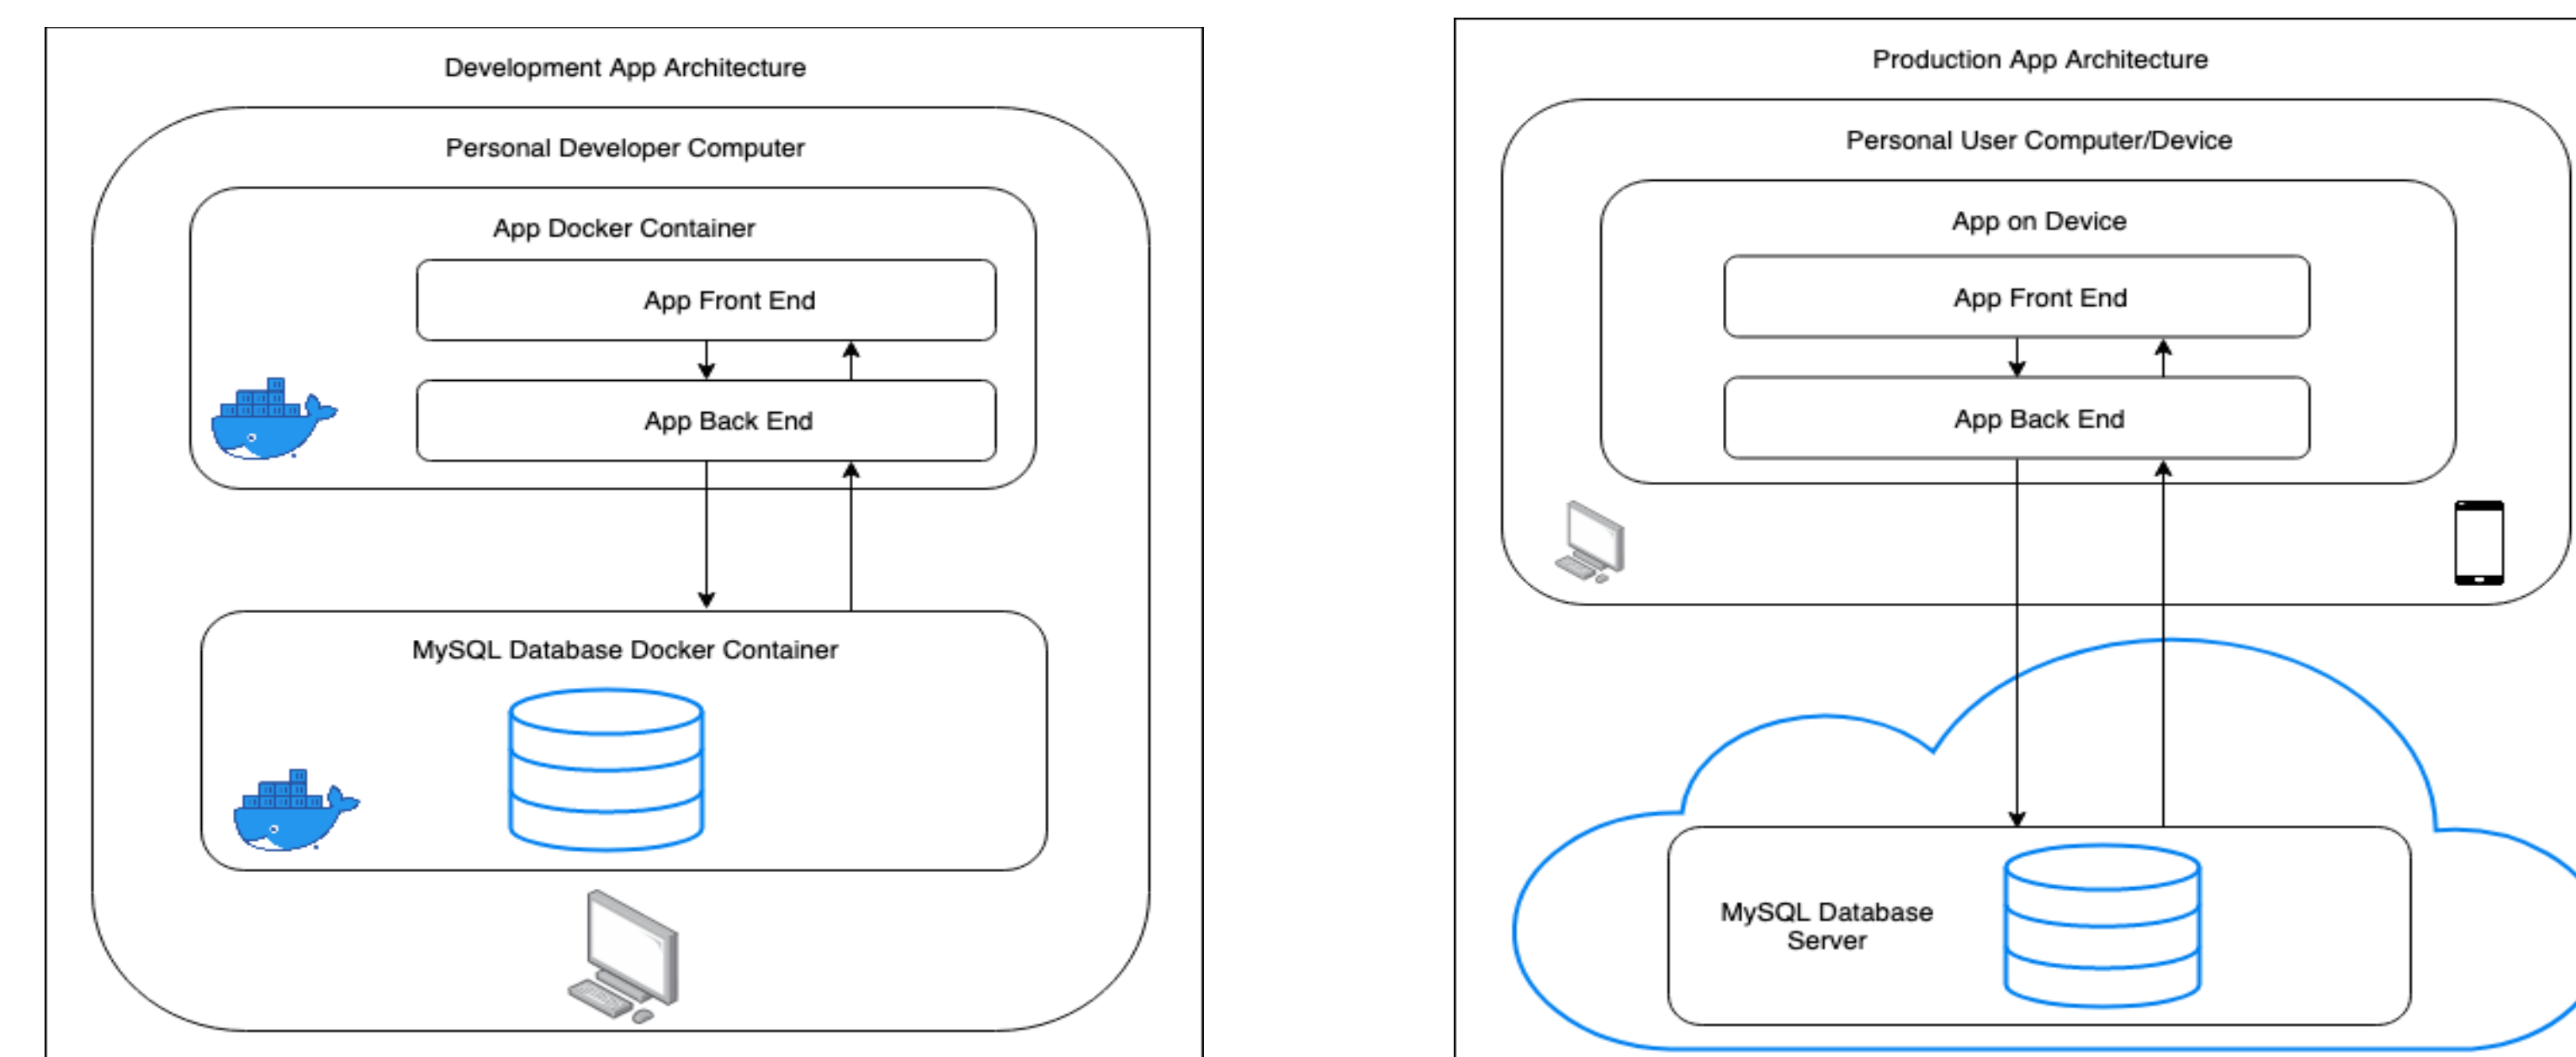 Development App Architecture
Personal Developer Computer
App Docker Container
App Front End
App Back End
MySQL Database Docker Container
Production App Architecture
Personal User Computer/Device
App on Device
App Front End
App Back End
MySQL Database
Server